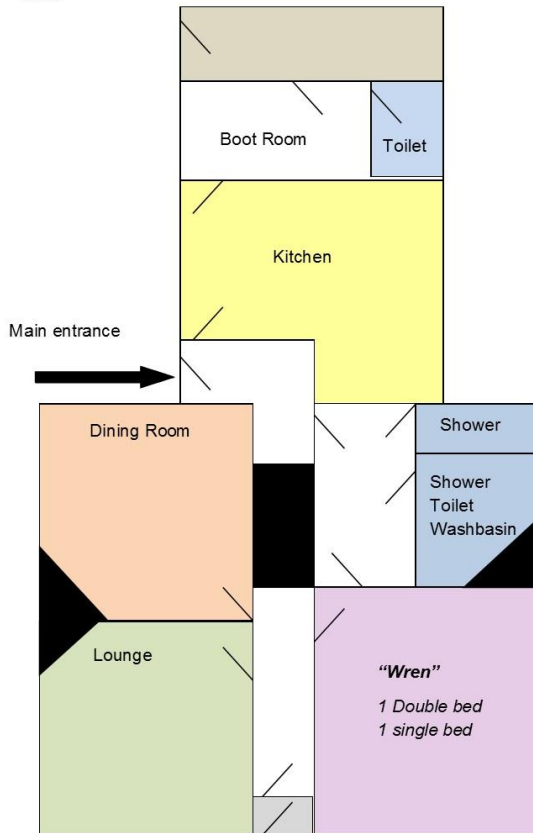 Boot Room
Toilet
Kitchen
Main entrance
Dining Room
Shower
Shower
Toilet
Washbasin
Lounge
“Wren”
1 Double bed
1 single bed